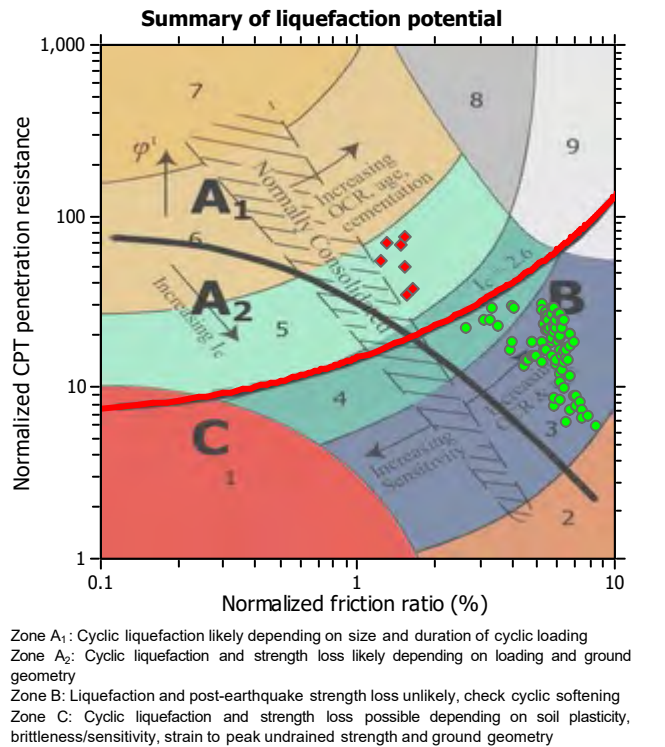 Summary of liquefaction potential
Normalized CPT penetration resistance
1,000
100
10
1
7
8
9
φ'
A1
Increasing
OCR, age,
cementation
Normally Consolidated
6
A2
Increasing Ic
5
Ic = 2.6
B
4
Increasing
OCR &
3
C
1
Increasing
Sensitivity
2
0.1
1
10
Normalized friction ratio (%)
Zone A1: Cyclic liquefaction likely depending on size and duration of cyclic loading
Zone A2: Cyclic liquefaction and strength loss likely depending on loading and ground
geometry
Zone B: Liquefaction and post-earthquake strength loss unlikely, check cyclic softening
Zone C: Cyclic liquefaction and strength loss possible depending on soil plasticity,
brittleness/sensitivity, strain to peak undrained strength and ground geometry